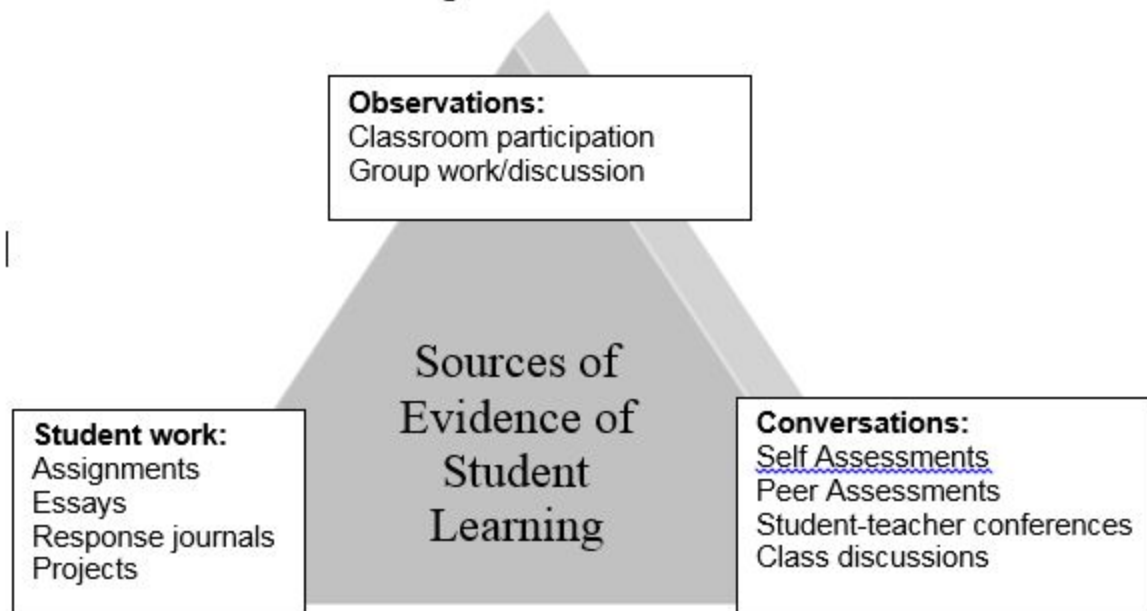 Observations:
Classroom participation
Group work/discussion
Sources of
Evidence of
Student
Learning
Student work:
Assignments
Essays
Response journals
Projects
Conversations:
Self Assessments
Peer Assessments
Student-teacher conferences
Class discussions